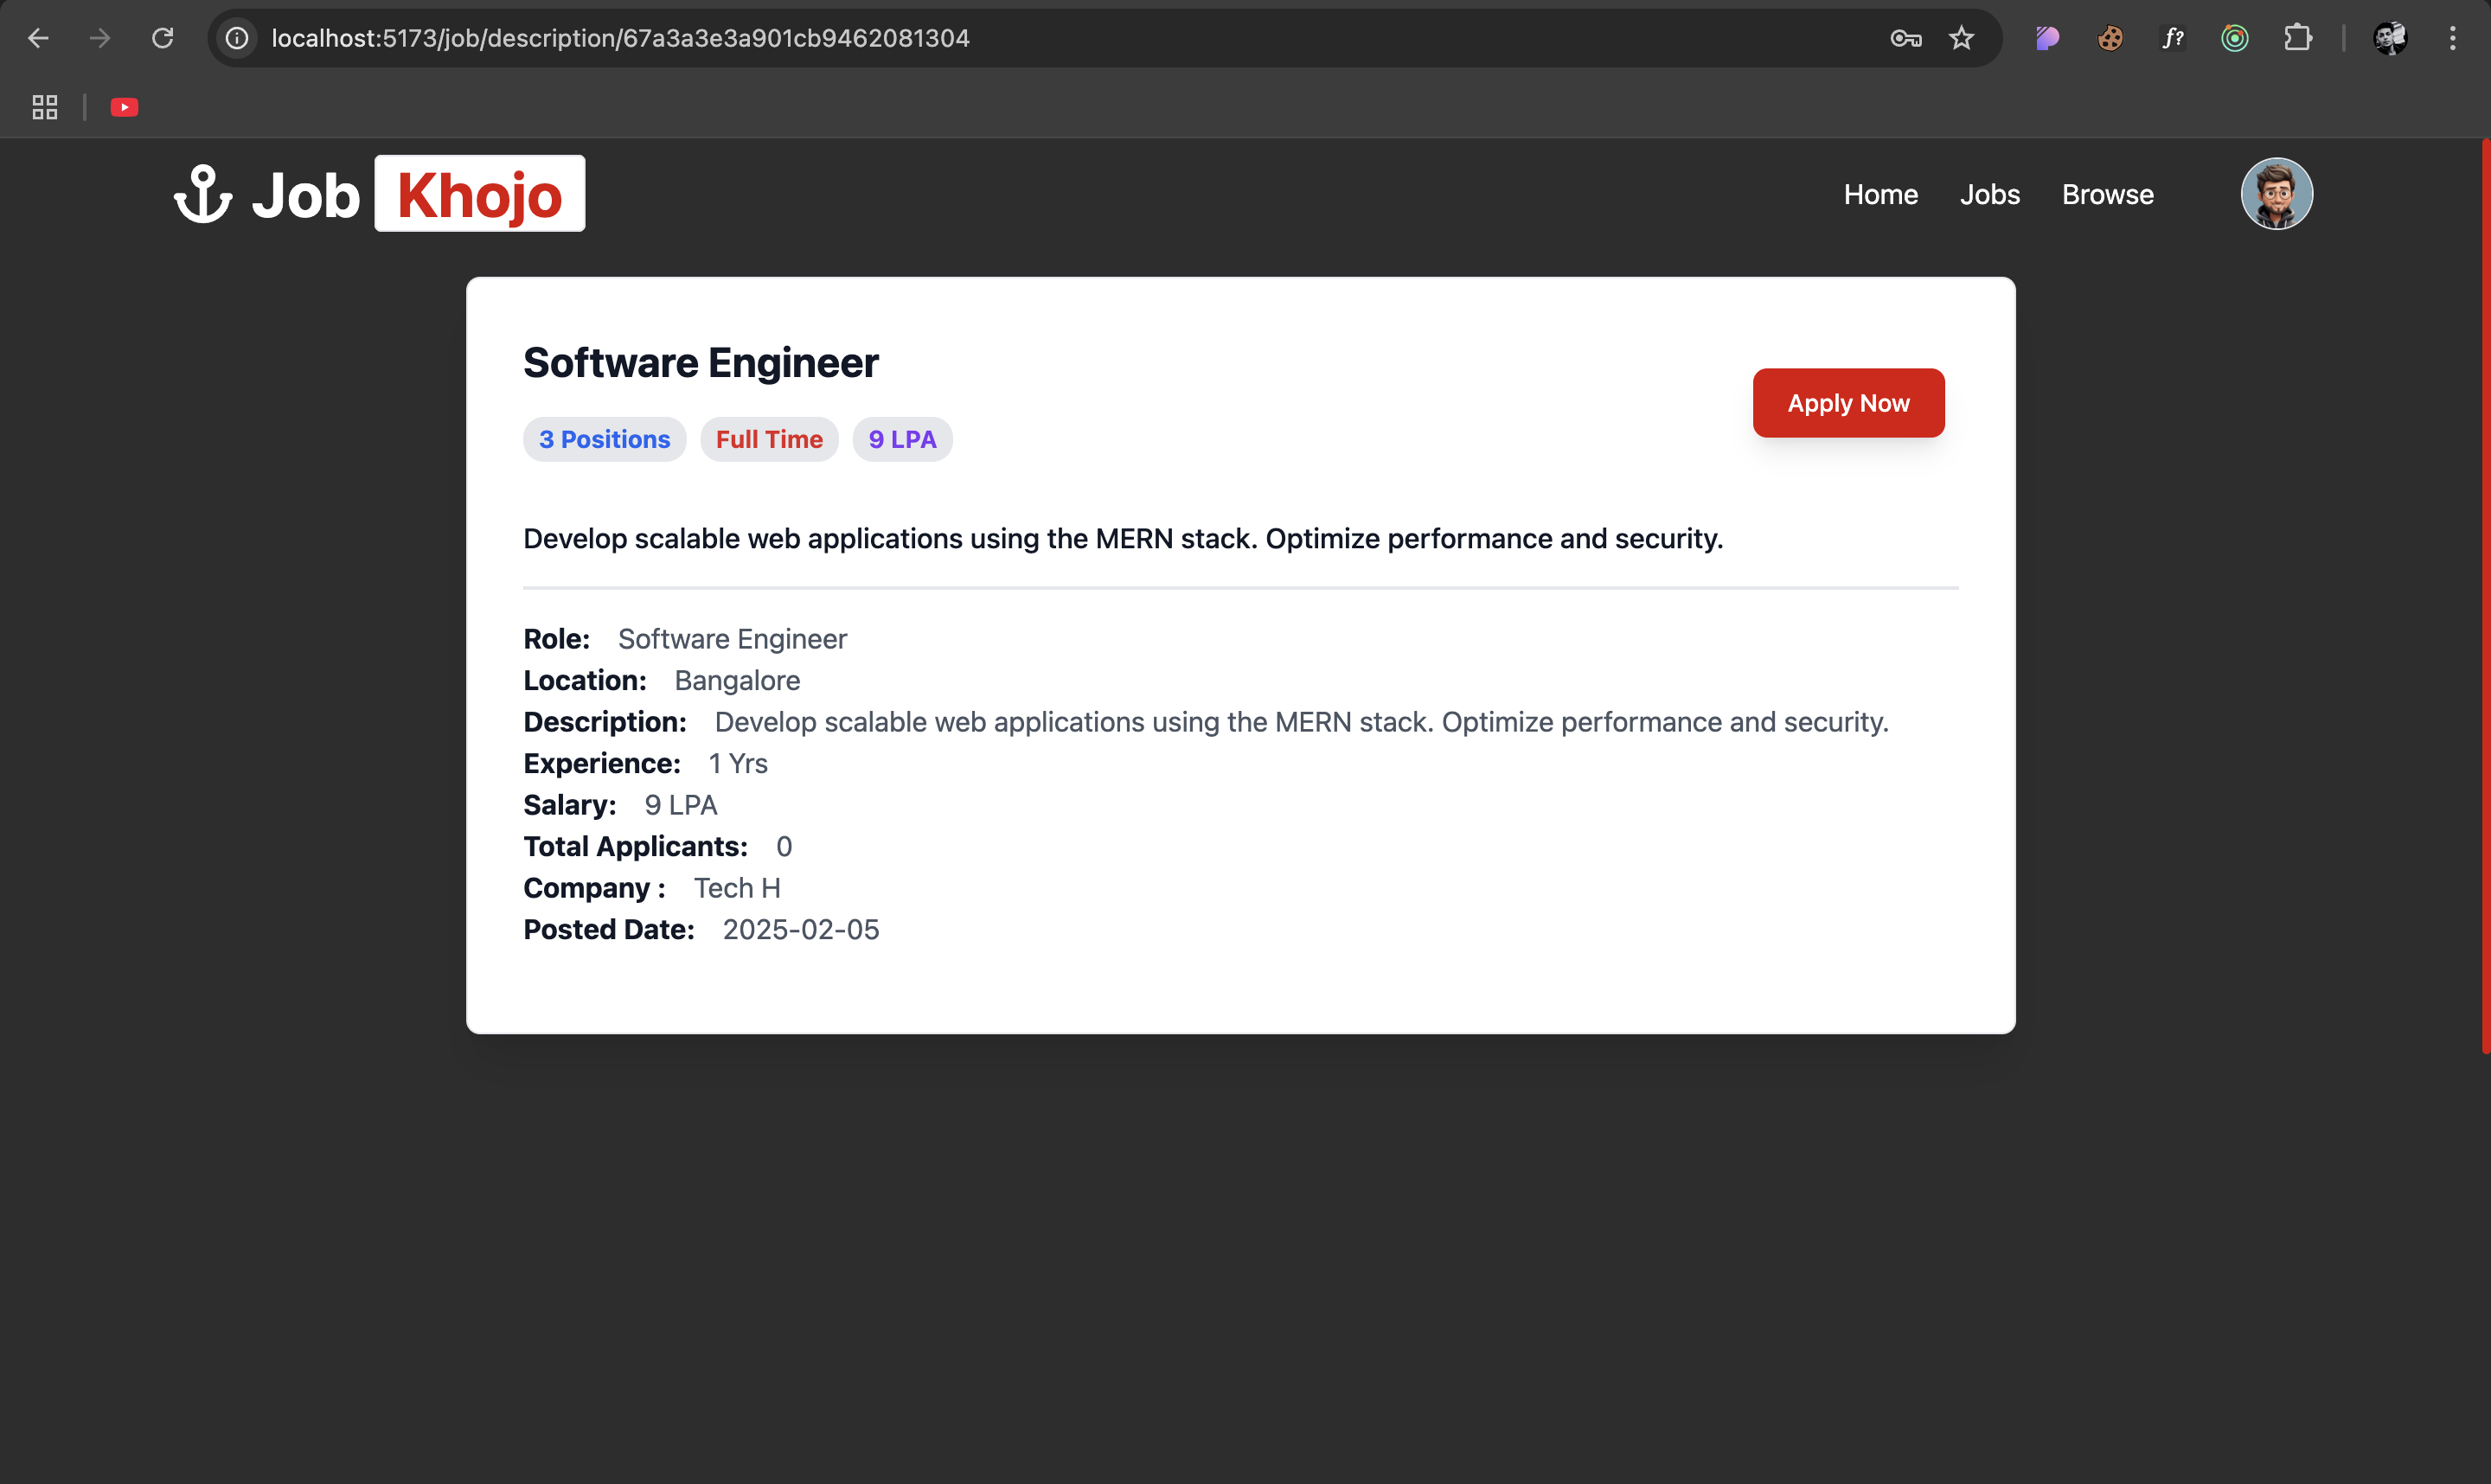 localhost:5173/job/description/67a3a3e3a901cb9462081304
f?
Job Khojo
Home Jobs Browse
Software Engineer
Apply Now
3 Positions Full Time 9 LPA
Develop scalable web applications using the MERN stack. Optimize performance and security.
Role: Software Engineer
Location: Bangalore
Description: Develop scalable web applications using the MERN stack. Optimize performance and security.
Experience: 1 Yrs
Salary: 9 LPA
Total Applicants: 0
Company : Tech H
Posted Date: 2025-02-05